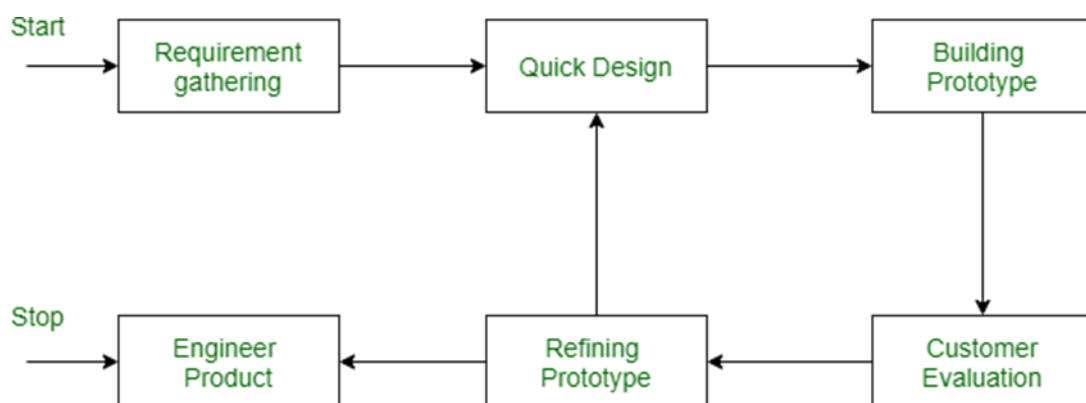 Start
Requirement
gathering
Quick Design
Building
Prototype
Stop
Engineer
Product
Refining
Prototype
Customer
Evaluation